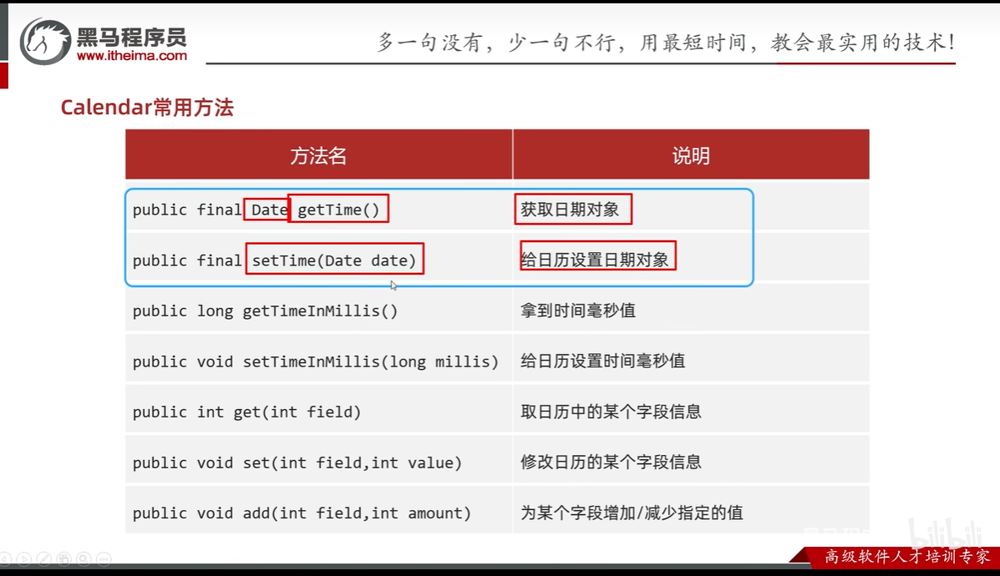 黑马程序员
www.itheima.com
多一句没有，少一句不行，用最短时间，教会最实用的技术！
Calendar常用方法
方法名 说明
public final Date getTime() 获取日期对象
public final setTime(Date date) 给日历设置日期对象
public long getTimeInMillis() 拿到时间毫秒值
public void setTimeInMillis(long millis) 给日历设置时间毫秒值
public int get(int field) 取日历中的某个字段信息
public void set(int field,int value) 修改日历的某个字段信息
public void add(int field,int amount) 为某个字段增加/减少指定的值
bilibili
高级软件人才培训专家